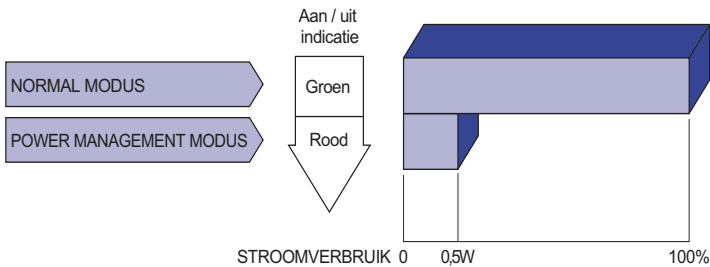 Aan / uit
indicatie
NORMAL MODUS
Groen
POWER MANAGEMENT MODUS
Rood
STROOMVERBRUIK 0 0,5W 100%